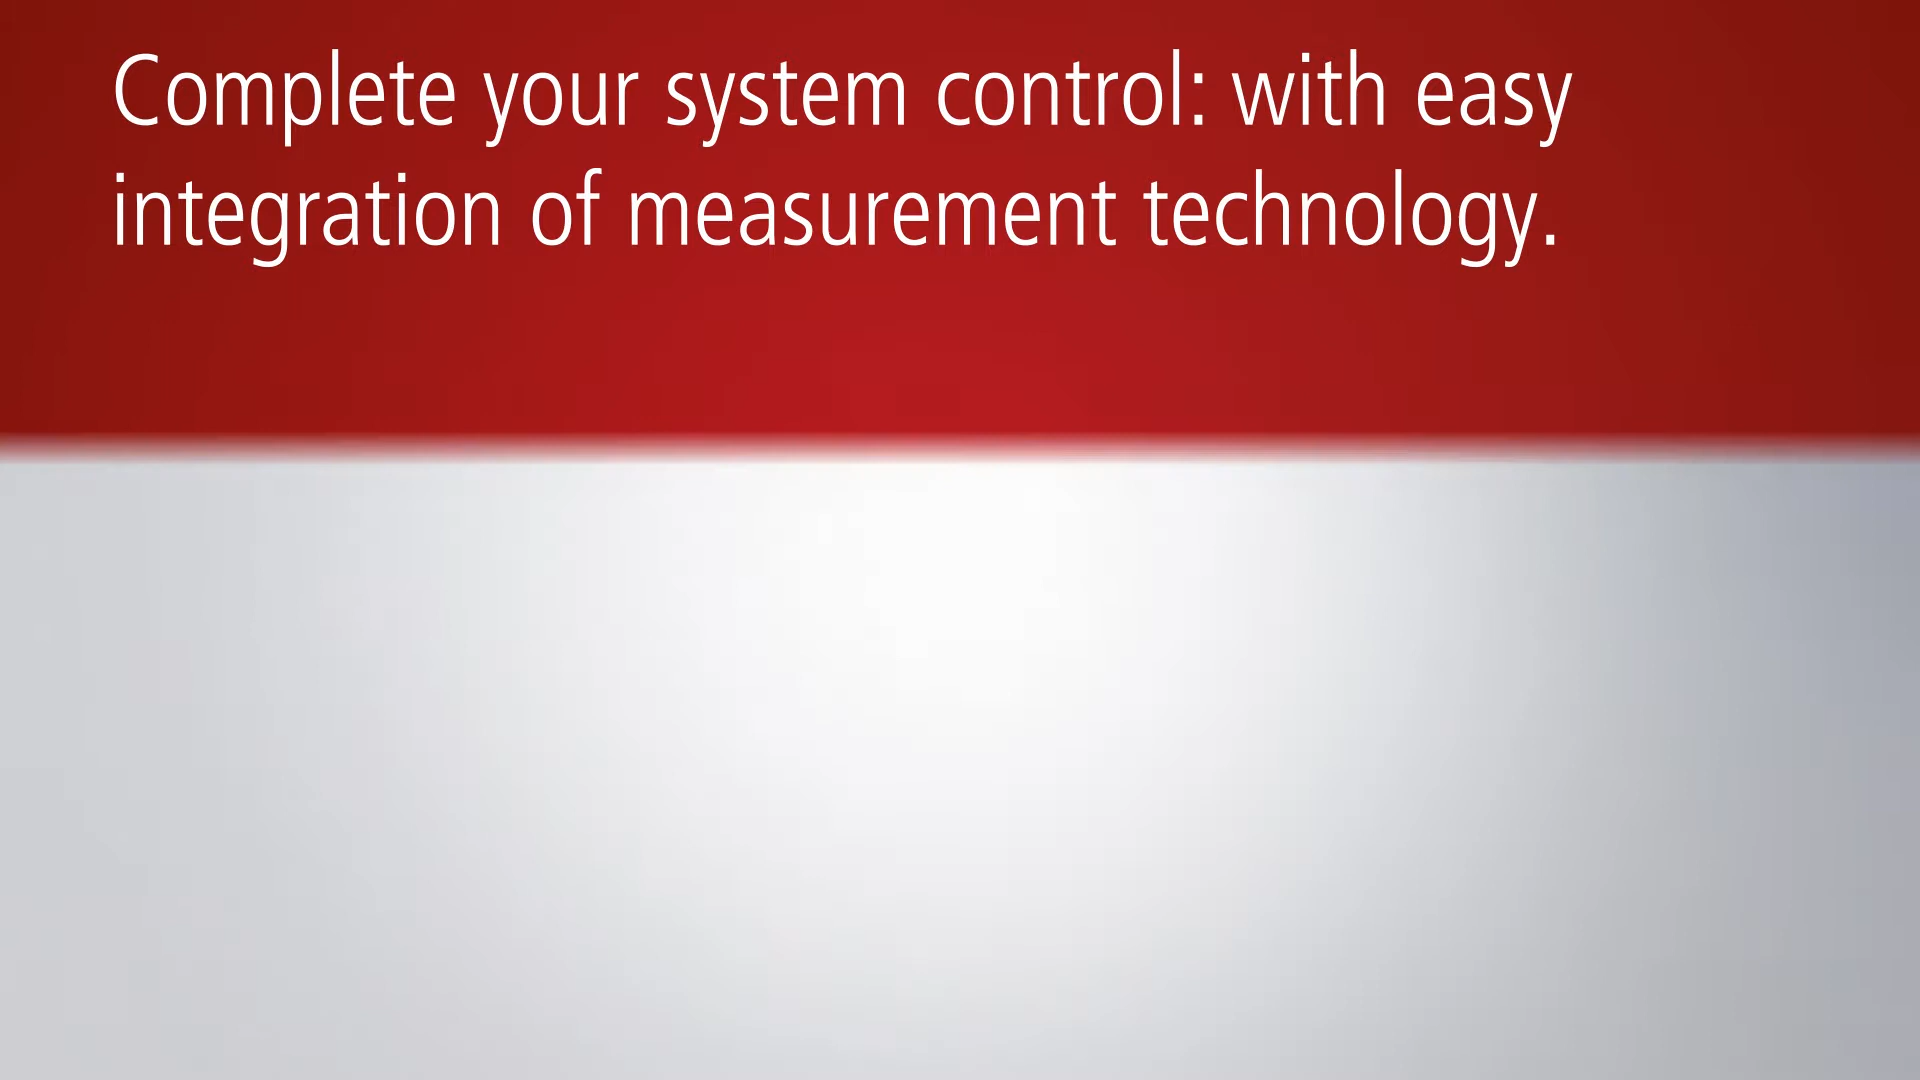 Complete your system control: with easy
integration of measurement technology.